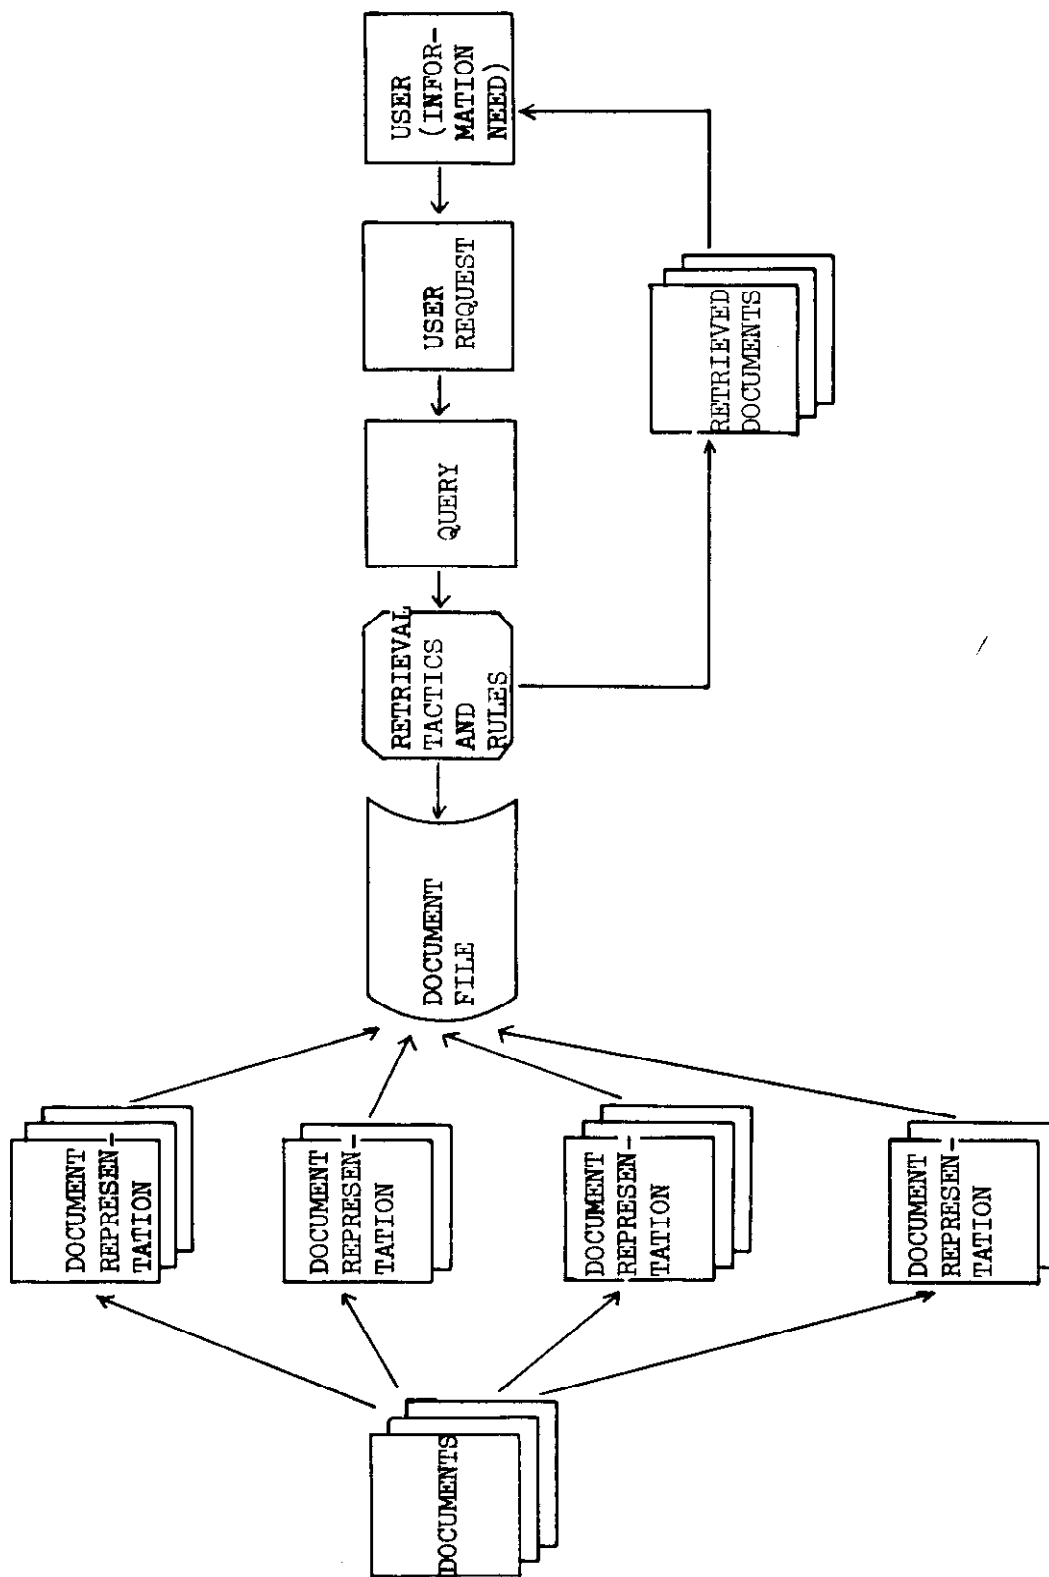 DOCUMENTS
DOCUMENT
REPRESEN-
TATION
DOCUMENT
REPRESEN-
TATION
DOCUMENT
REPRESEN-
TATION
DOCUMENT
REPRESEN-
TATION
DOCUMENT
FILE
RETRIEVAL
TACTICS
AND
RULES
QUERY
USER
REQUEST
USER
(INFOR-
MATION
NEED)
RETRIEVED
DOCUMENTS